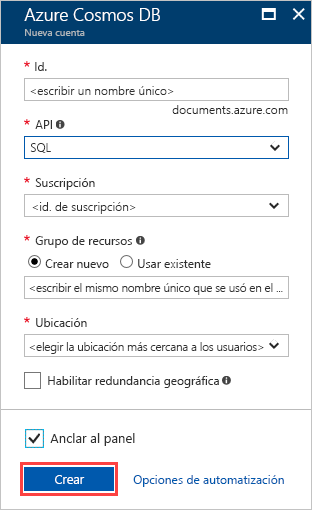 Azure Cosmos DB
Nueva cuenta
* Id.
<escribir un nombre único>
documents.azure.com
* API
SQL
* Suscripción
<id. de suscripción>
* Grupo de recursos
Crear nuevo Usar existente
<escribir el mismo nombre único que se usó en el ...
* Ubicación
<elegir la ubicación más cercana a los usuarios>
Habilitar redundancia geográfica
Anclar al panel
Crear Opciones de automatización